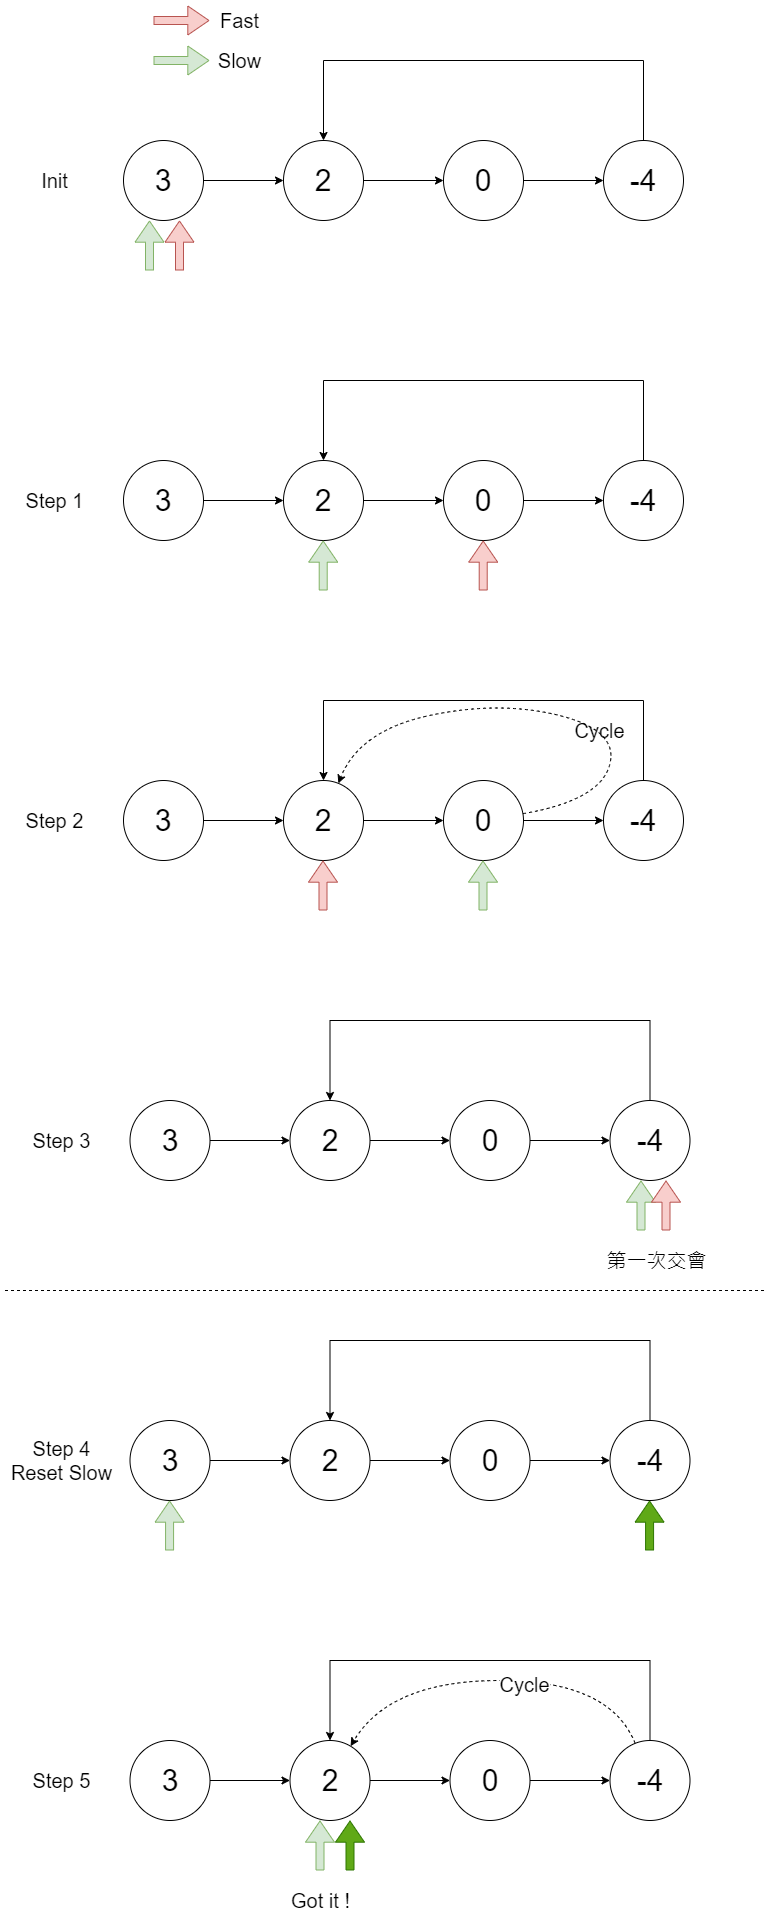 Fast
Slow
Init
3
2
0
-4
Step 1
3
2
0
-4
Cycle
Step 2
3
2
0
-4
Step 3
3
2
0
-4
第一次交會
Step 4
Reset Slow
3
2
0
-4
Cycle
Step 5
3
2
0
-4
Got it !